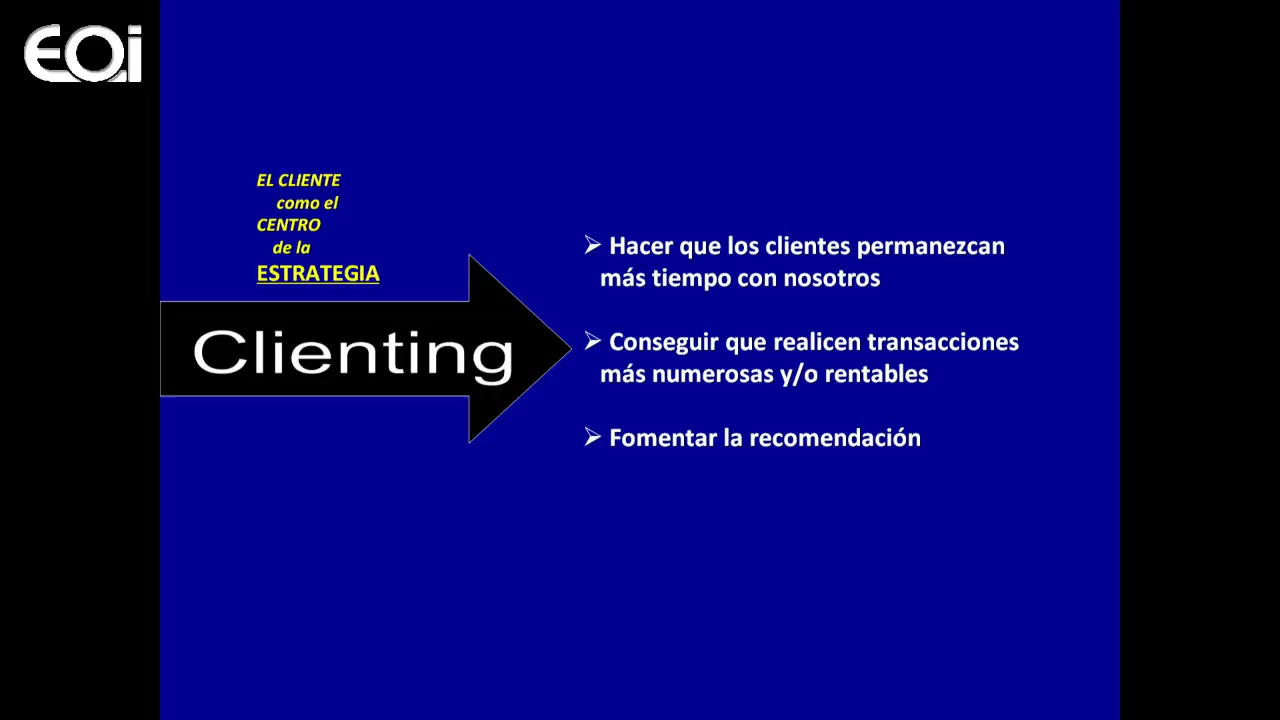 EOi
EL CLIENTE
como el
CENTRO
de la
ESTRATEGIA
Clienting
➢ Hacer que los clientes permanezcan
más tiempo con nosotros
➢ Conseguir que realicen transacciones
más numerosas y/o rentables
➢ Fomentar la recomendación